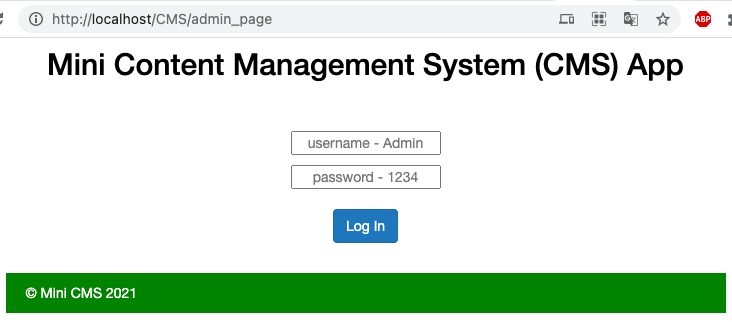 http://localhost/CMS/admin_page
ABP
Mini Content Management System (CMS) App
username - Admin
password - 1234
Log In
© Mini CMS 2021